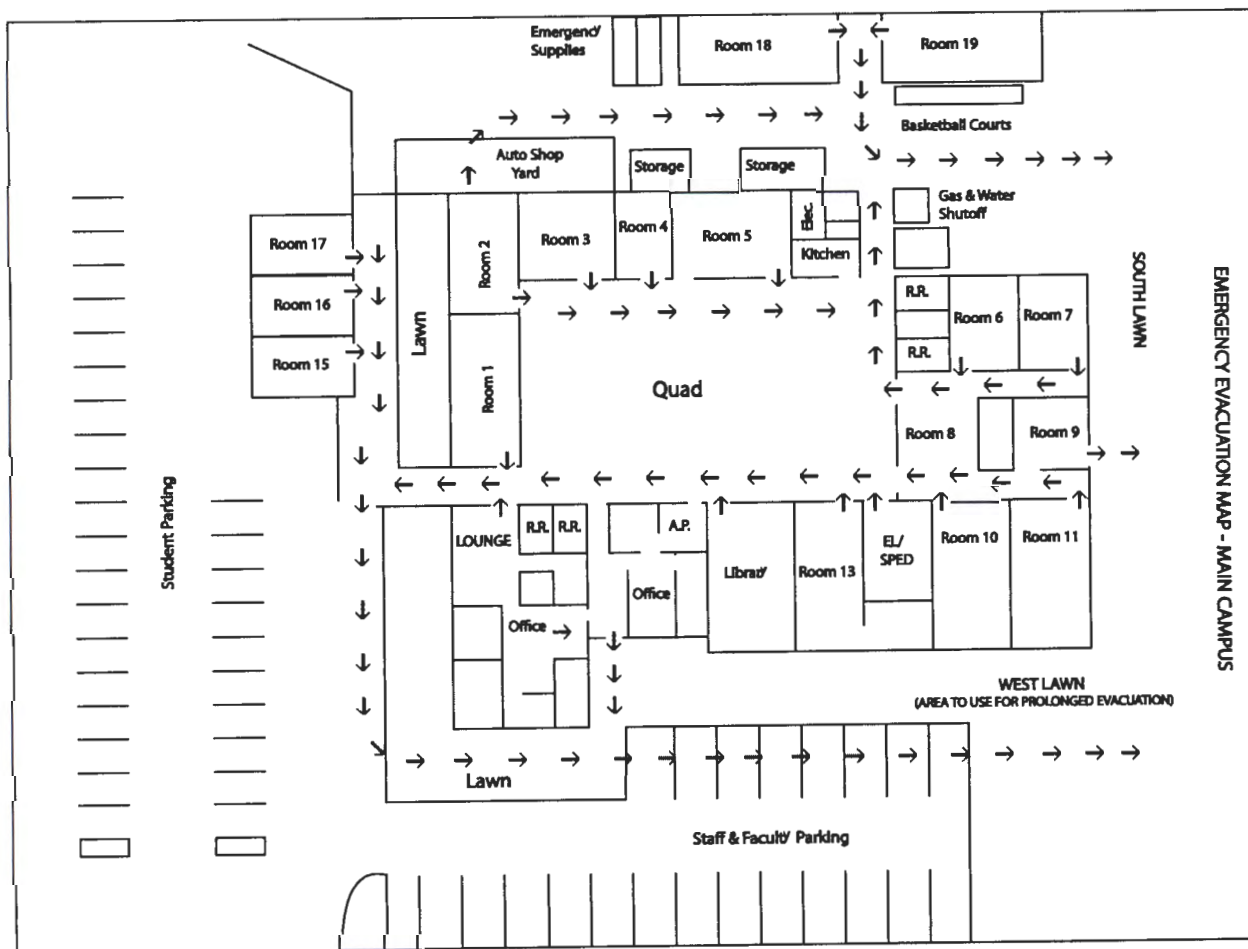 Emergency
Supplies
Room 18
Room 19
Basketball Courts
Auto Shop
Yard
Storage
Storage
Gas & Water
Shutoff
Room 17
Room 16
Room 15
Lawn
Room 2
Room 1
Room 3
Room 4
Room 5
Elec.
Kitchen
R.R.
R.R.
Room 6
Room 7
SOUTH LAWN
EMERGENCY EVACUATION MAP - MAIN CAMPUS
Quad
Room 8
Room 9
Student Parking
LOUNGE
R.R.
R.R.
A.P.
Office
Office
Library
Room 13
EL/
SPED
Room 10
Room 11
WEST LAWN
(AREA TO USE FOR PROLONGED EVACUATION)
Lawn
Staff & Faculty Parking